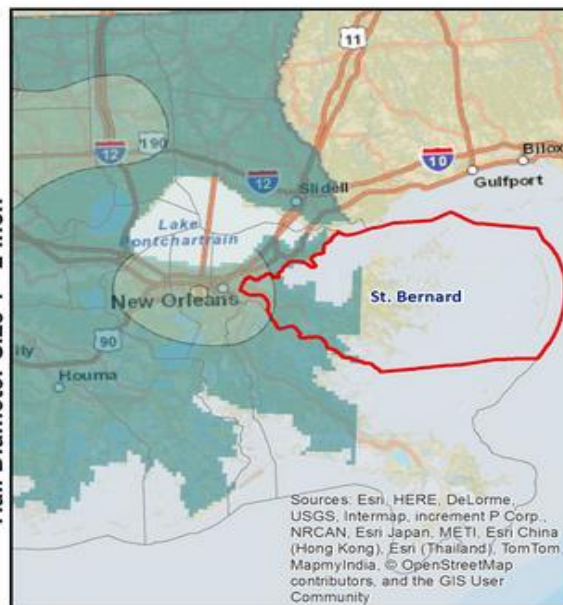 11
190
12
12
10
Bilox
Gulfport
Slidell
Lake
Pontchartrain
New Orleans
St. Bernard
90
ity
Houma
Sources: Esri, HERE, DeLorme,
USGS, Intermap, increment P Corp.,
NRCAN, Esri Japan, METI, Esri China
(Hong Kong), Esri (Thailand), TomTom,
MapmyIndia, © OpenStreetMap
contributors, and the GIS User
Community